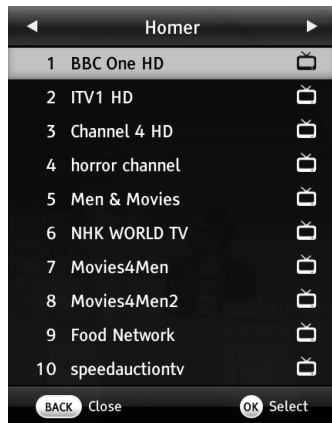 Homer
1 BBC One HD
2 ITV1 HD
3 Channel 4 HD
4 horror channel
5 Men & Movies
6 NHK WORLD TV
7 Movies4Men
8 Movies4Men2
9 Food Network
10 speedauctiontv
BACK Close OK Select